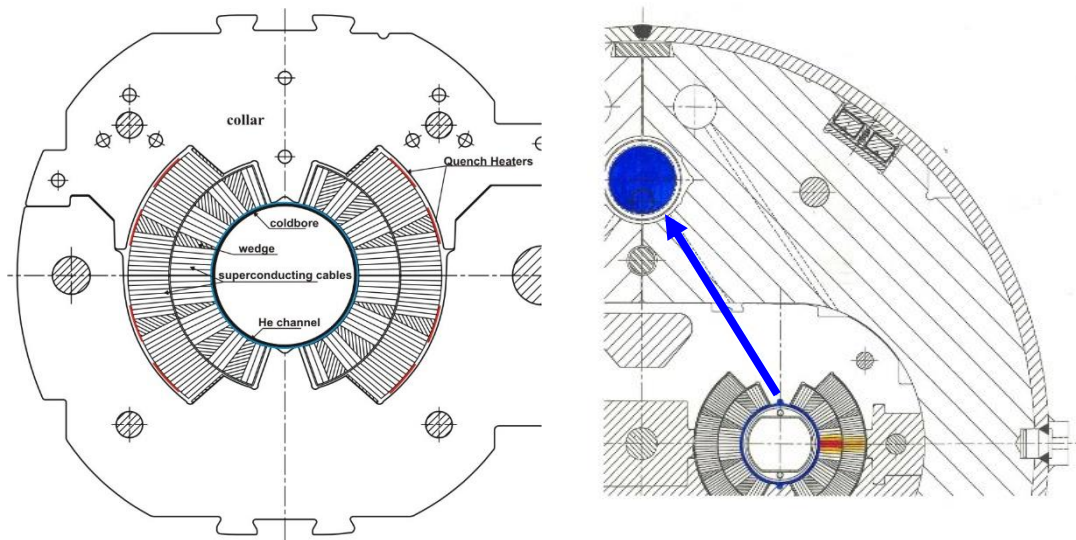 collar
Quench Heaters
coldbore
wedge
superconducting cables
He channel